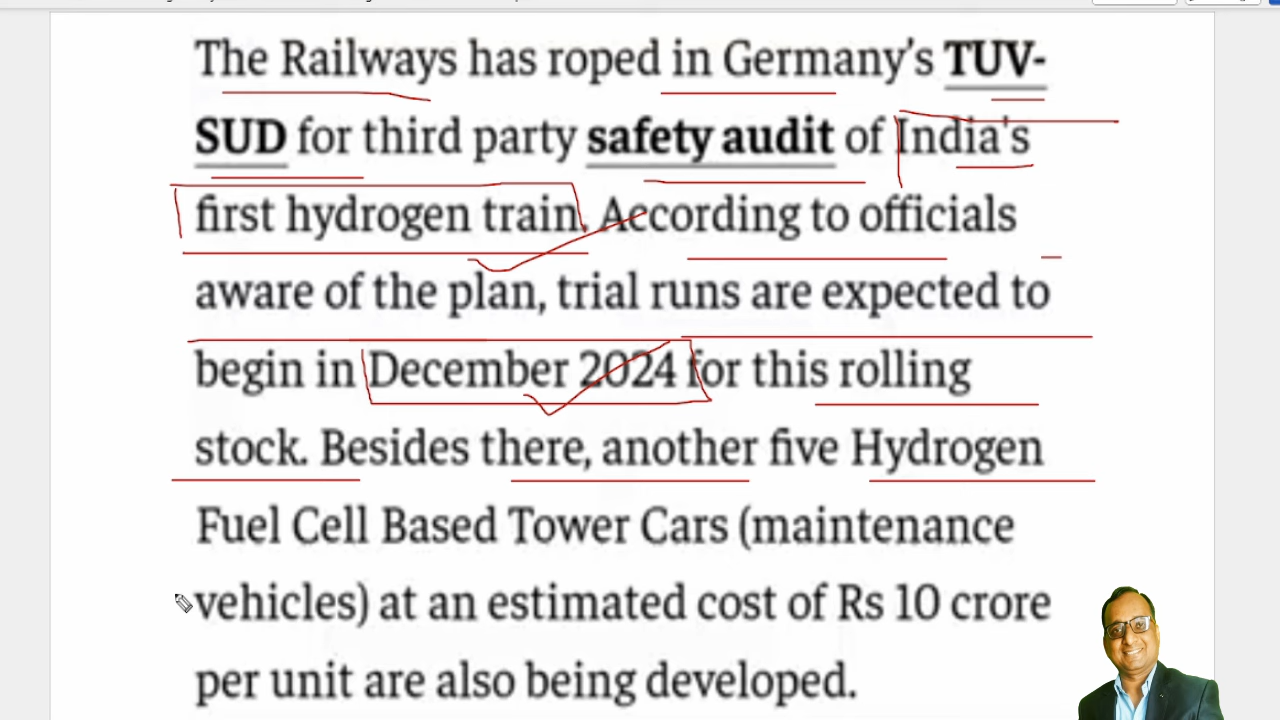 The Railways has roped in Germany's TUV-
SUD for third party safety audit of India's
first hydrogen train. According to officials
aware of the plan, trial runs are expected to
begin in December 2024 for this rolling
stock. Besides there, another five Hydrogen
Fuel Cell Based Tower Cars (maintenance
vehicles) at an estimated cost of Rs 10 crore
per unit are also being developed.